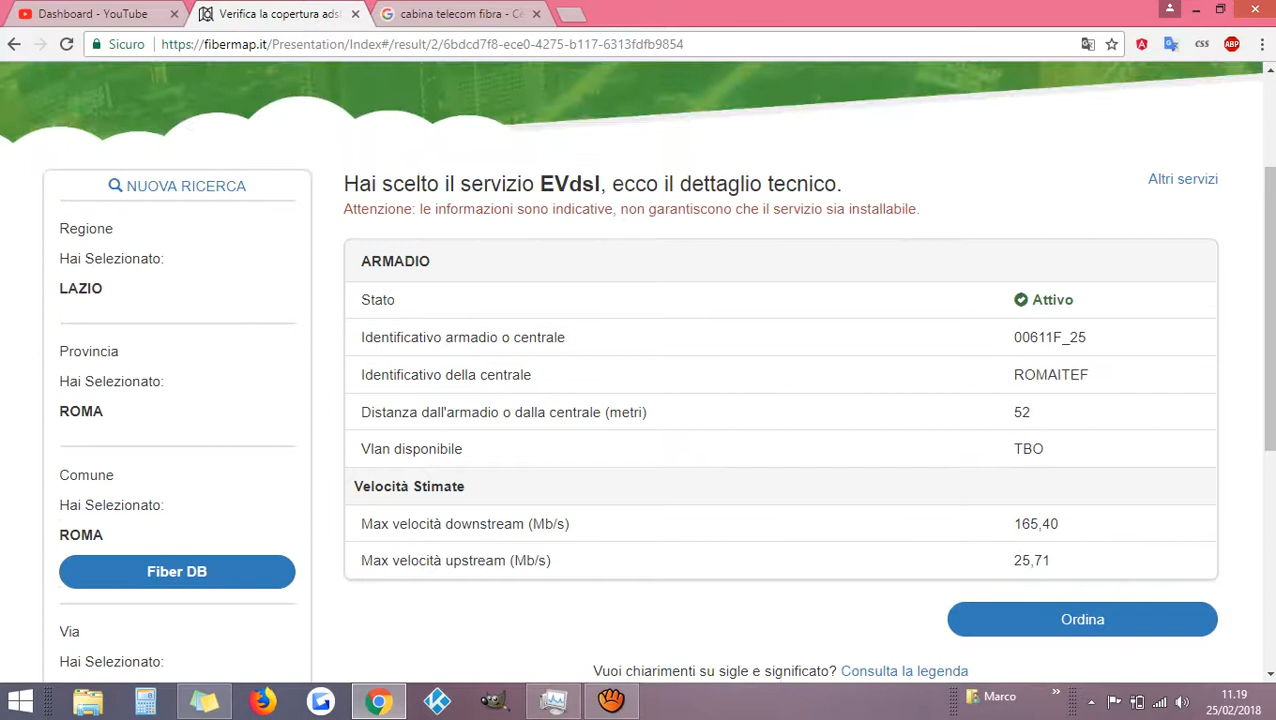 Dashboard - YouTube
Verifica la copertura ads
cabina telecom fibra - Ce
Sicuro
https://fibermap.it/Presentation/Index#/result/2/6bdcd7f8-ece0-4275-b117-6313fdfb9854
CSS
ABP
NUOVA RICERCA
Regione
Hai Selezionato:
LAZIO
Provincia
Hai Selezionato:
ROMA
Comune
Hai Selezionato:
ROMA
Fiber DB
Via
Hai Selezionato:
Hai scelto il servizio EVdsl, ecco il dettaglio tecnico.
Altri servizi
Attenzione: le informazioni sono indicative, non garantiscono che il servizio sia installabile.
ARMADIO
Stato Attivo
Identificativo armadio o centrale 00611F_25
Identificativo della centrale ROMAITEF
Distanza dall'armadio o dalla centrale (metri) 52
Vlan disponibile TBO
Velocità Stimate
Max velocità downstream (Mb/s) 165,40
Max velocità upstream (Mb/s) 25,71
Ordina
Vuoi chiarimenti su sigle e significato? Consulta la legenda
Marco
11.19
25/02/2018